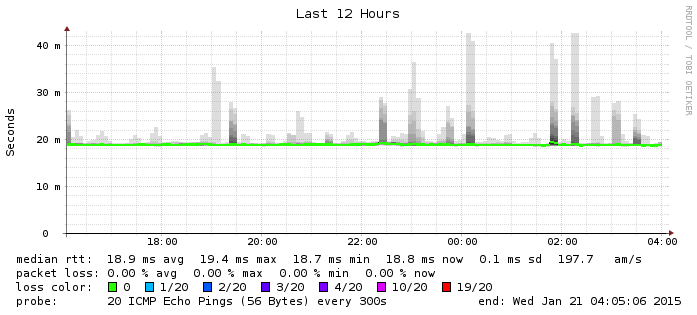 Last 12 Hours
RRDTOOL / TOBI OETIKER
Seconds
40 m
30 m
20 m
10 m
0
18:00 20:00 22:00 00:00 02:00 04:00
median rtt: 18.9 ms avg 19.4 ms max 18.7 ms min 18.8 ms now 0.1 ms sd 197.7 am/s
packet loss: 0.00 % avg 0.00 % max 0.00 % min 0.00 % now
loss color: 0 1/20 2/20 3/20 4/20 10/20 19/20
probe: 20 ICMP Echo Pings (56 Bytes) every 300s end: Wed Jan 21 04:05:06 2015